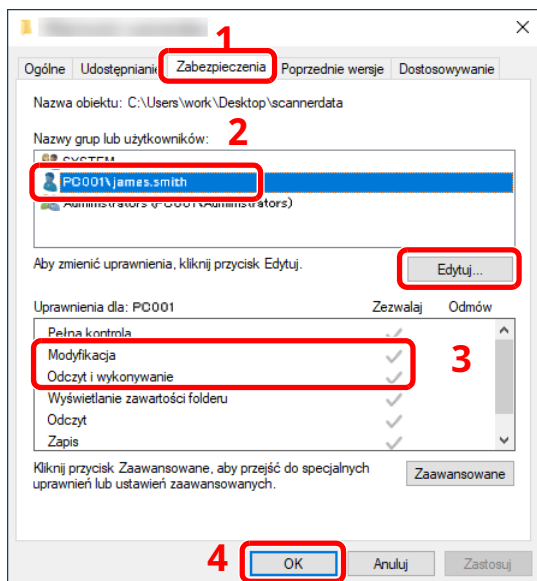 1
Ogólne Udostępnianie Zabezpieczenia Poprzednie wersje Dostosowywanie
Nazwa obiektu: C:\Users\work\Desktop\scannerdata
Nazwy grup lub użytkowników: 2
SYSTEM
PC001\james.smith
Administrators (PC001\Administrators)
Aby zmienić uprawnienia, kliknij przycisk Edytuj.
Edytuj...
Uprawnienia dla: PC001 Zezwalaj Odmów
Pełna kontrola
Modyfikacja
3
Odczyt i wykonywanie
Wyświetlanie zawartości folderu
Odczyt
Zapis
Kliknij przycisk Zaawansowane, aby przejść do specjalnych
uprawnień lub ustawień zaawansowanych.
Zaawansowane
4 OK Anuluj Zastosuj